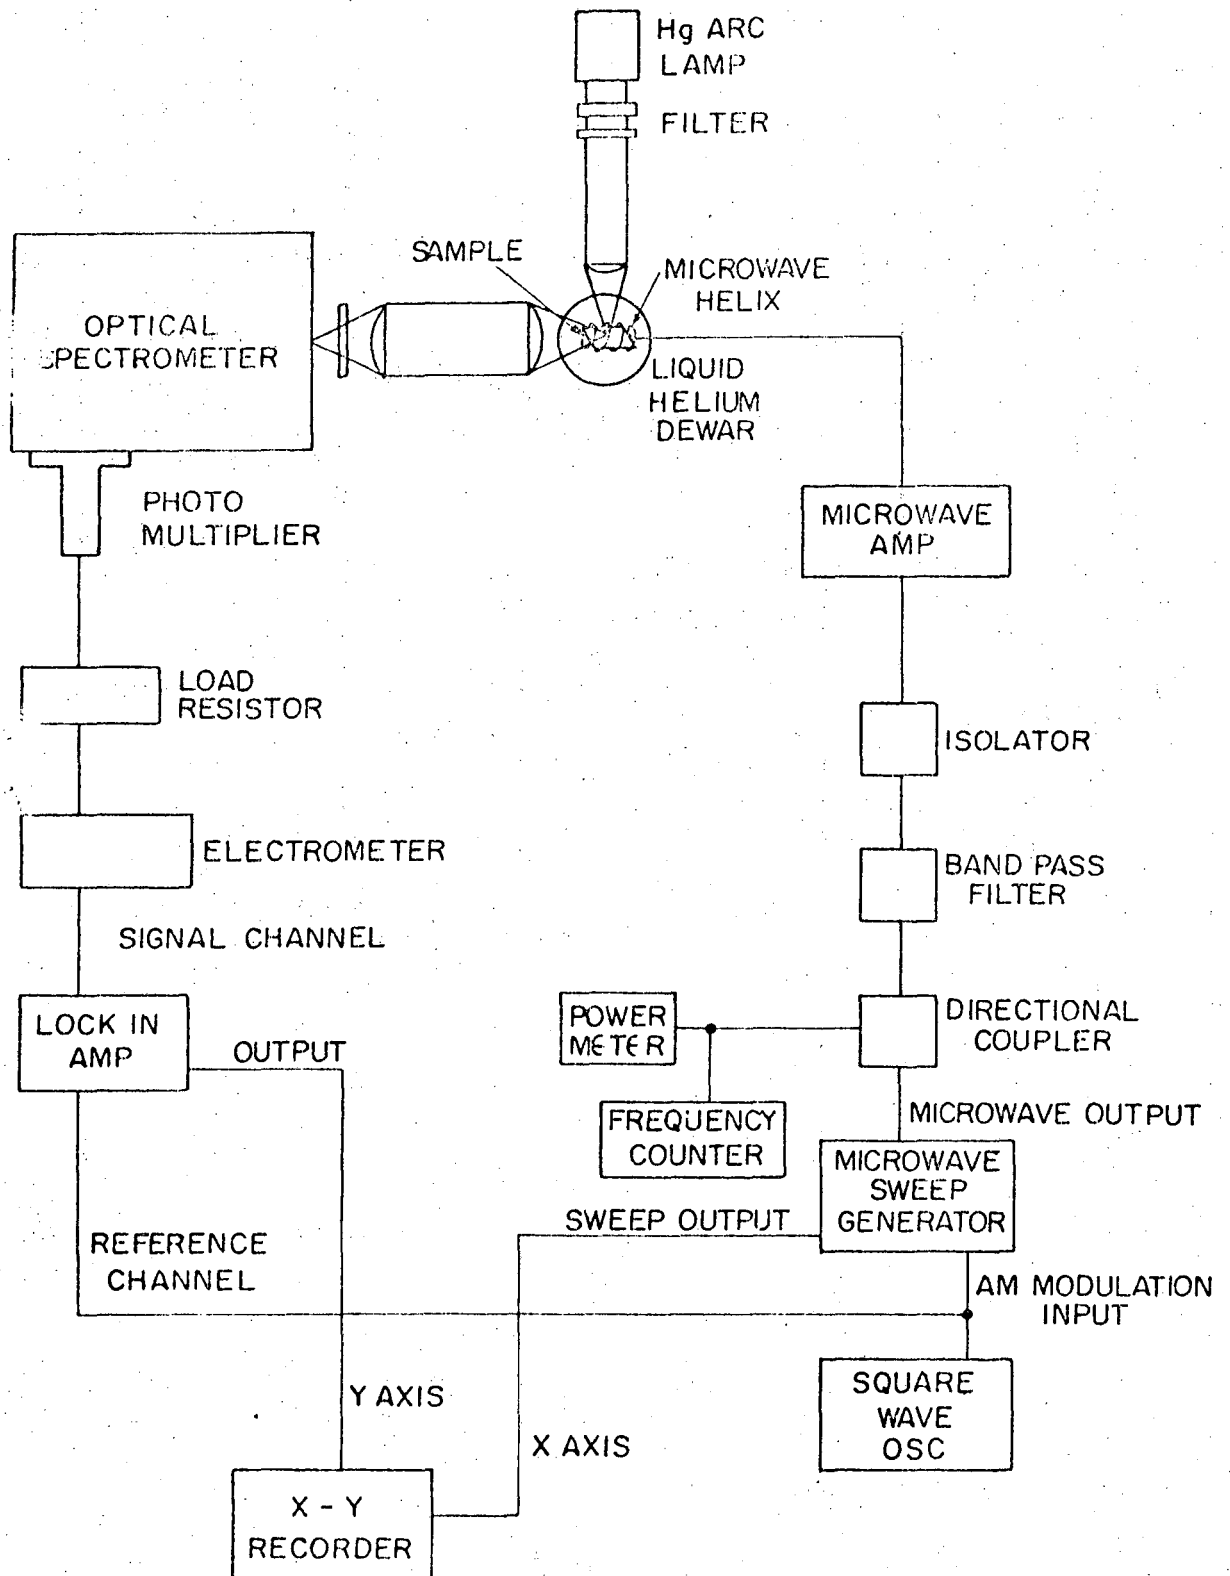 Hg ARC
LAMP
FILTER
SAMPLE
MICROWAVE
HELIX
OPTICAL
SPECTROMETER
LIQUID
HELIUM
DEWAR
PHOTO
MULTIPLIER
MICROWAVE
AMP
LOAD
RESISTOR
ISOLATOR
ELECTROMETER
BAND PASS
FILTER
SIGNAL CHANNEL
LOCK IN
AMP
OUTPUT
POWER
METER
DIRECTIONAL
COUPLER
FREQUENCY
COUNTER
MICROWAVE OUTPUT
MICROWAVE
SWEEP
GENERATOR
SWEEP OUTPUT
REFERENCE
CHANNEL
AM MODULATION
INPUT
Y AXIS
X AXIS
SQUARE
WAVE
OSC
X - Y
RECORDER